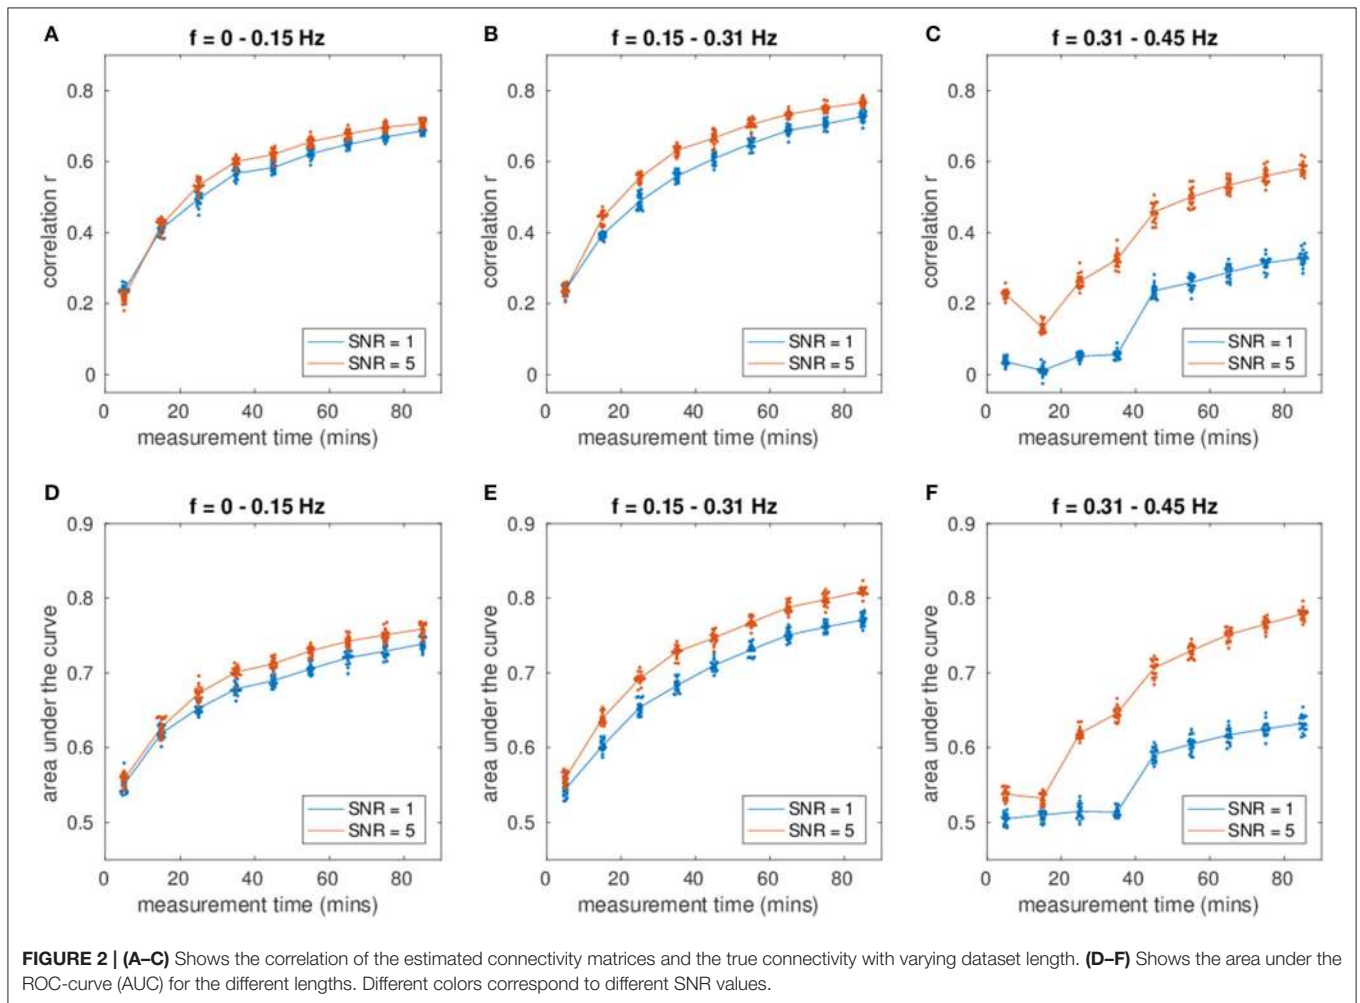 A
f = 0 - 0.15 Hz
B
f = 0.15 - 0.31 Hz
C
f = 0.31 - 0.45 Hz
correlation r
0.8
0.6
0.4
0.2
0
SNR = 1
SNR = 5
0 20 40 60 80
measurement time (mins)
correlation r
0.8
0.6
0.4
0.2
0
SNR = 1
SNR = 5
0 20 40 60 80
measurement time (mins)
correlation r
0.8
0.6
0.4
0.2
0
SNR = 1
SNR = 5
0 20 40 60 80
measurement time (mins)
D
f = 0 - 0.15 Hz
E
f = 0.15 - 0.31 Hz
F
f = 0.31 - 0.45 Hz
area under the curve
0.9
0.8
0.7
0.6
0.5
SNR = 1
SNR = 5
0 20 40 60 80
measurement time (mins)
area under the curve
0.9
0.8
0.7
0.6
0.5
SNR = 1
SNR = 5
0 20 40 60 80
measurement time (mins)
area under the curve
0.9
0.8
0.7
0.6
0.5
SNR = 1
SNR = 5
0 20 40 60 80
measurement time (mins)
FIGURE 2 | (A–C) Shows the correlation of the estimated connectivity matrices and the true connectivity with varying dataset length. (D–F) Shows the area under the
ROC-curve (AUC) for the different lengths. Different colors correspond to different SNR values.